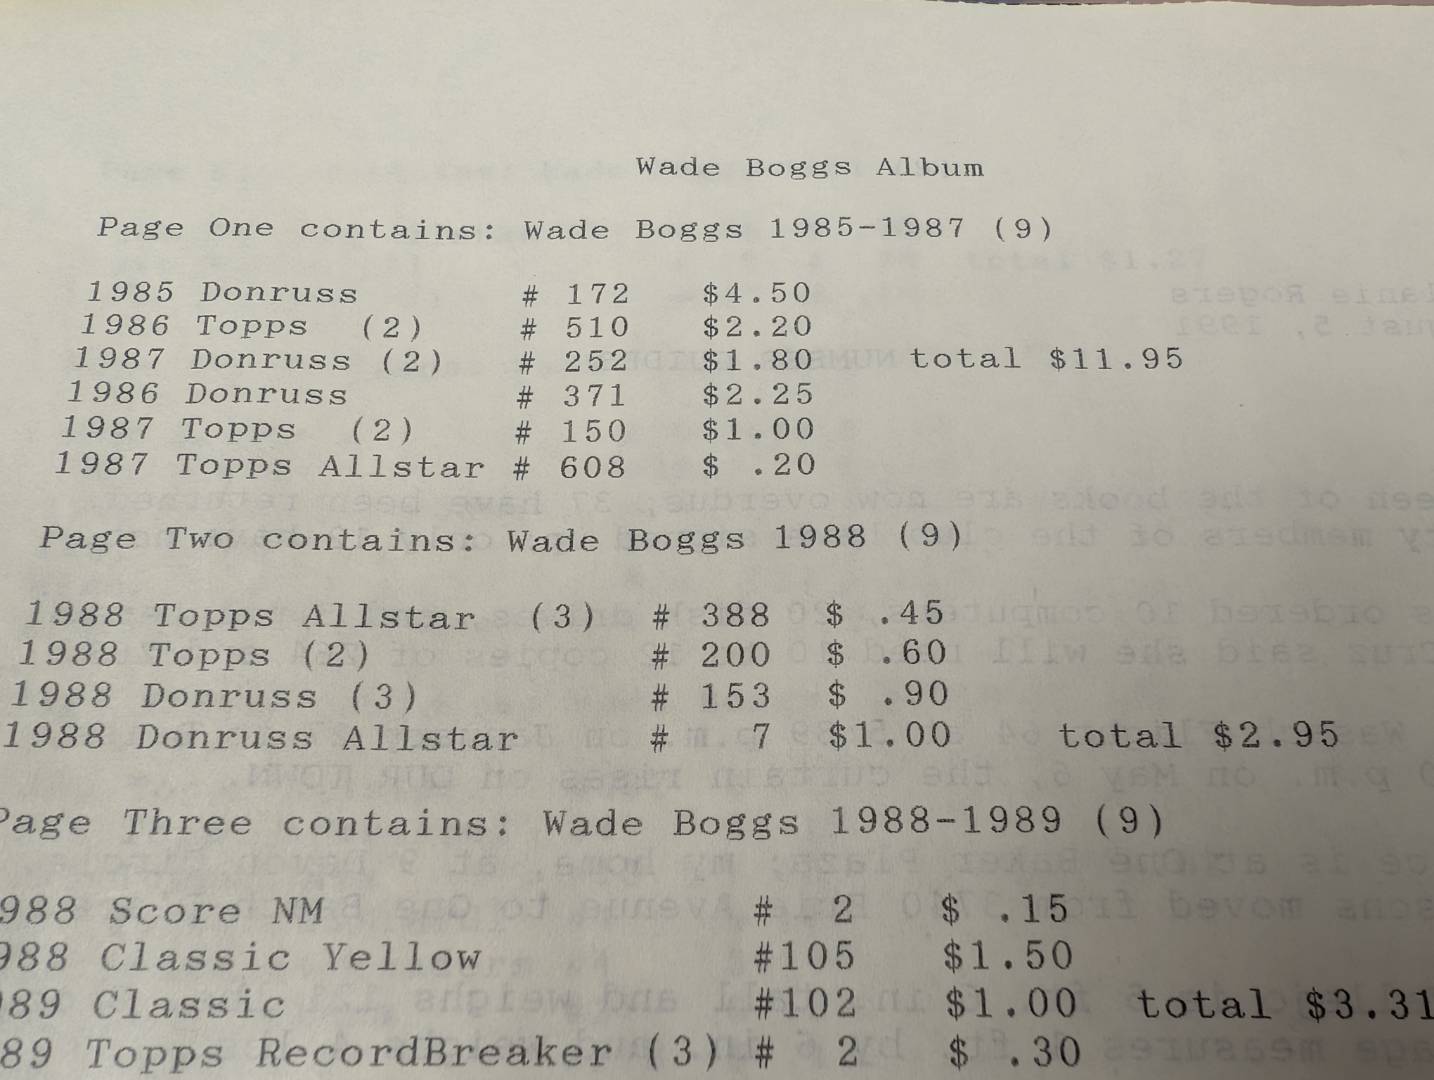 Wade Boggs Album
Page One contains: Wade Boggs 1985-1987 (9)
1985 Donruss # 172 $4.50
1986 Topps (2) # 510 $2.20
1987 Donruss (2) # 252 $1.80 total $11.95
1986 Donruss # 371 $2.25
1987 Topps (2) # 150 $1.00
1987 Topps Allstar # 608 $ .20
Page Two contains: Wade Boggs 1988 (9)
1988 Topps Allstar (3) # 388 $ .45
1988 Topps (2) # 200 $ .60
1988 Donruss (3) # 153 $ .90
1988 Donruss Allstar # 7 $1.00 total $2.95
Page Three contains: Wade Boggs 1988-1989 (9)
988 Score NM # 2 $ .15
988 Classic Yellow #105 $1.50
89 Classic #102 $1.00 total $3.31
89 Topps RecordBreaker (3) # 2 $ .30